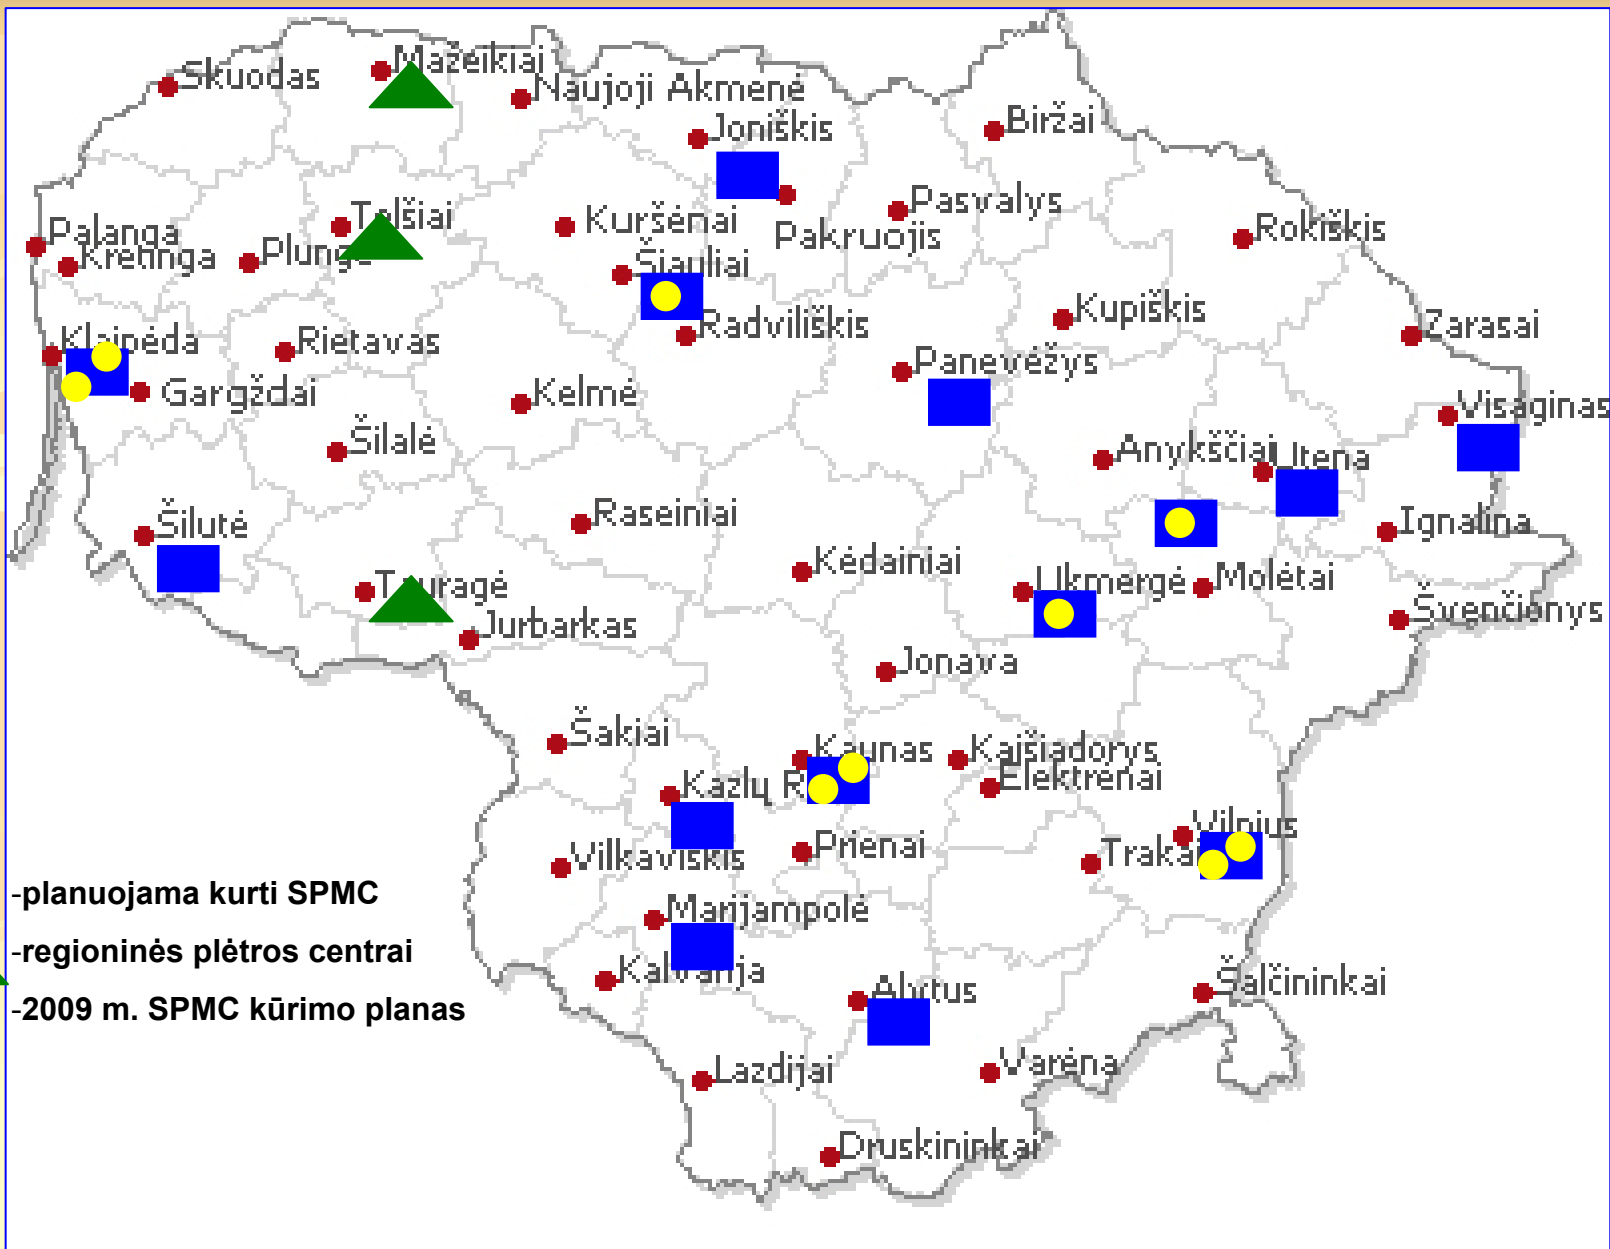 Mažeikiai
Skuodas
Naujoji Akmenė
Joniškis
Biržai
Pasvalys
Telšiai
Kuršėnai
Pakruojis
Rokiškis
Palanga
Kretinga
Plungė
Šiauliai
Kupiškis
Radviliškis
Zarasai
Klaipėda
Rietavas
Panevėžys
Gargždai
Kelmė
Visaginas
Šilalė
Anykščiai
Utena
Šilutė
Raseiniai
Ignalina
Kėdainiai
Tauragė
Ukmergė
Molėtai
Švenčionys
Jurbarkas
Jonava
Šakiai
Kaunas
Kaišiadorys
Kazlų R
Elektrėnai
Vilnius
Vilkaviškis
Prienai
Trakai
-planuojama kurti SPMC
Marijampolė
-regioninės plėtros centrai
Kalvarija
Alytus
Šalčininkai
-2009 m. SPMC kūrimo planas
Lazdijai
Varėna
Druskininkai